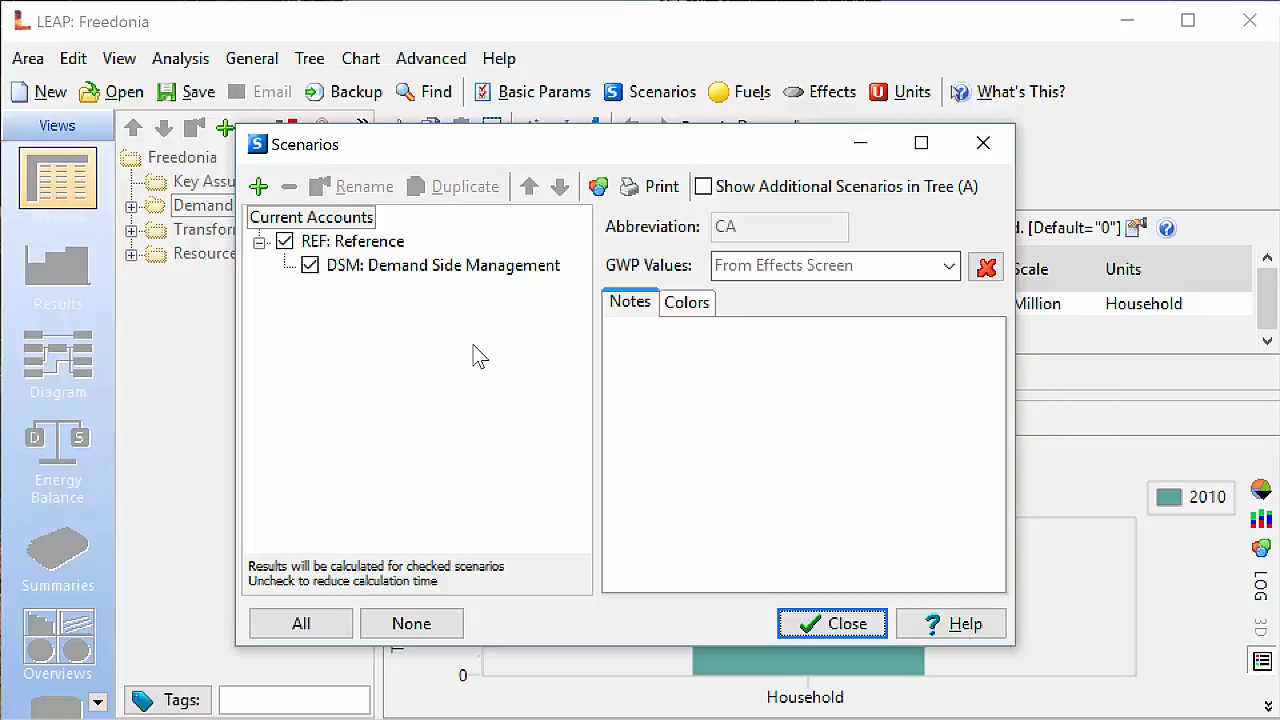 LEAP: Freedonia
Area Edit View Analysis General Tree Chart Advanced Help
New Open Save Email Backup Find Basic Params Scenarios Fuels Effects Units What's This?
Views
Results
Diagram
D S
Energy
Balance
Summaries
Overviews
Freedonia
Key Assu
Demand
Transfor
Resource
Tags:
Scenarios
Rename Duplicate Print Show Additional Scenarios in Tree (A)
Current Accounts
REF: Reference
DSM: Demand Side Management
Results will be calculated for checked scenarios
Uncheck to reduce calculation time
All None
Abbreviation: CA
GWP Values: From Effects Screen
Notes Colors
Close Help
. [Default="0"]
Scale Units
Million Household
2010
LOG
3D
0
Household